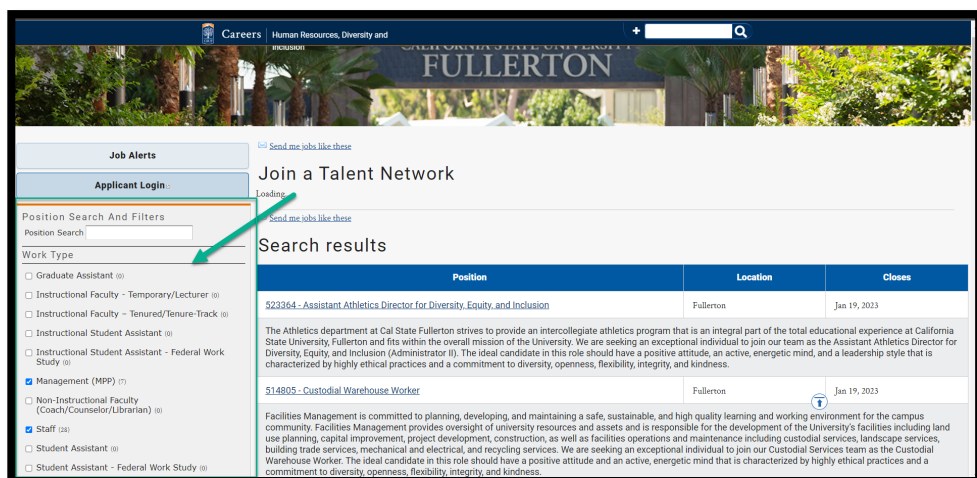 Careers | Human Resources, Diversity and Inclusion
+
CALIFORNIA STATE UNIVERSITY
FULLERTON
Job Alerts
Applicant Login
Position Search And Filters
Position Search
Work Type
Graduate Assistant (0)
Instructional Faculty - Temporary/Lecturer (0)
Instructional Faculty – Tenured/Tenure-Track (0)
Instructional Student Assistant (0)
Instructional Student Assistant - Federal Work
Study (0)
Management (MPP) (7)
Non-Instructional Faculty
(Coach/Counselor/Librarian) (0)
Staff (28)
Student Assistant (0)
Student Assistant - Federal Work Study (0)
Send me jobs like these
Join a Talent Network
Loading
Send me jobs like these
Search results
Position Location Closes
523364 - Assistant Athletics Director for Diversity, Equity, and Inclusion Fullerton Jan 19, 2023
The Athletics department at Cal State Fullerton strives to provide an intercollegiate athletics program that is an integral part of the total educational experience at California
State University, Fullerton and fits within the overall mission of the University. We are seeking an exceptional individual to join our team as the Assistant Athletics Director for
Diversity, Equity, and Inclusion (Administrator II). The ideal candidate in this role should have a positive attitude, an active, energetic mind, and a leadership style that is
characterized by highly ethical practices and a commitment to diversity, openness, flexibility, integrity, and kindness.
514805 - Custodial Warehouse Worker Fullerton Jan 19, 2023
Facilities Management is committed to planning, developing, and maintaining a safe, sustainable, and high quality learning and working environment for the campus
community. Facilities Management provides oversight of university resources and assets and is responsible for the development of the University's facilities including land
use planning, capital improvement, project development, construction, as well as facilities operations and maintenance including custodial services, landscape services,
building trade services, mechanical and electrical, and recycling services. We are seeking an exceptional individual to join our Custodial Services team as the Custodial
Warehouse Worker. The ideal candidate in this role should have a positive attitude and an active, energetic mind that is characterized by highly ethical practices and a
commitment to diversity, openness, flexibility, integrity, and kindness.